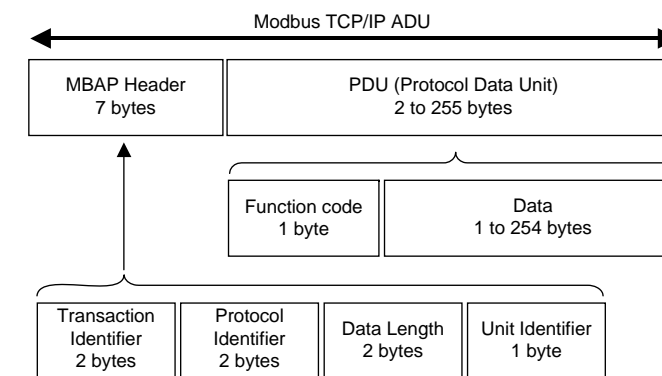 Modbus TCP/IP ADU
MBAP Header
7 bytes
PDU (Protocol Data Unit)
2 to 255 bytes
Function code
1 byte
Data
1 to 254 bytes
Transaction
Identifier
2 bytes
Protocol
Identifier
2 bytes
Data Length
2 bytes
Unit Identifier
1 byte